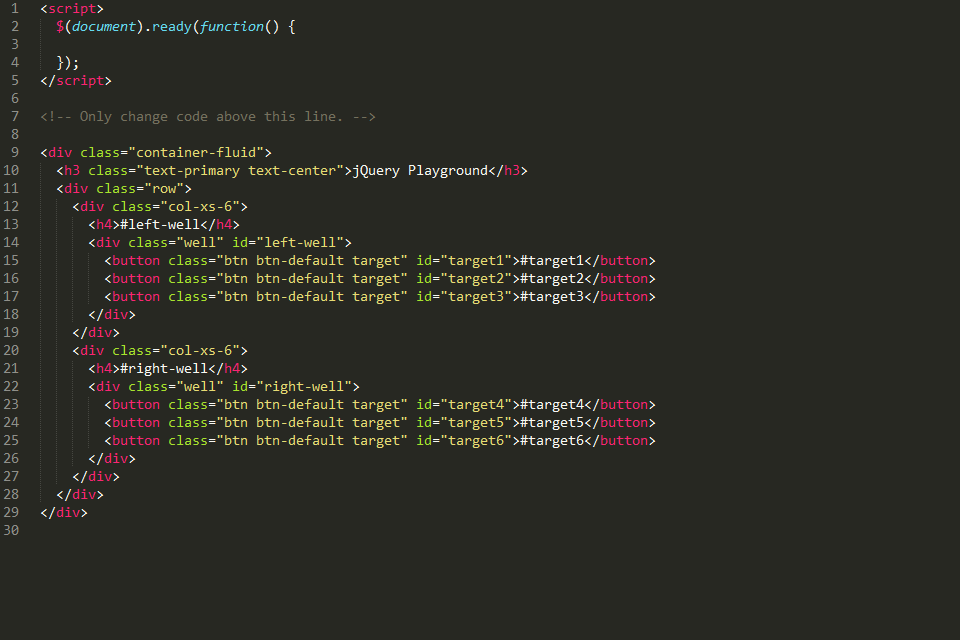 1 <script>
2   $(document).ready(function() {
3
4   });
5 </script>
6
7 <!-- Only change code above this line. -->
8
9 <div class="container-fluid">
10   <h3 class="text-primary text-center">jQuery Playground</h3>
11   <div class="row">
12     <div class="col-xs-6">
13       <h4>#left-well</h4>
14       <div class="well" id="left-well">
15         <button class="btn btn-default target" id="target1">#target1</button>
16         <button class="btn btn-default target" id="target2">#target2</button>
17         <button class="btn btn-default target" id="target3">#target3</button>
18       </div>
19     </div>
20     <div class="col-xs-6">
21       <h4>#right-well</h4>
22       <div class="well" id="right-well">
23         <button class="btn btn-default target" id="target4">#target4</button>
24         <button class="btn btn-default target" id="target5">#target5</button>
25         <button class="btn btn-default target" id="target6">#target6</button>
26       </div>
27     </div>
28   </div>
29 </div>
30